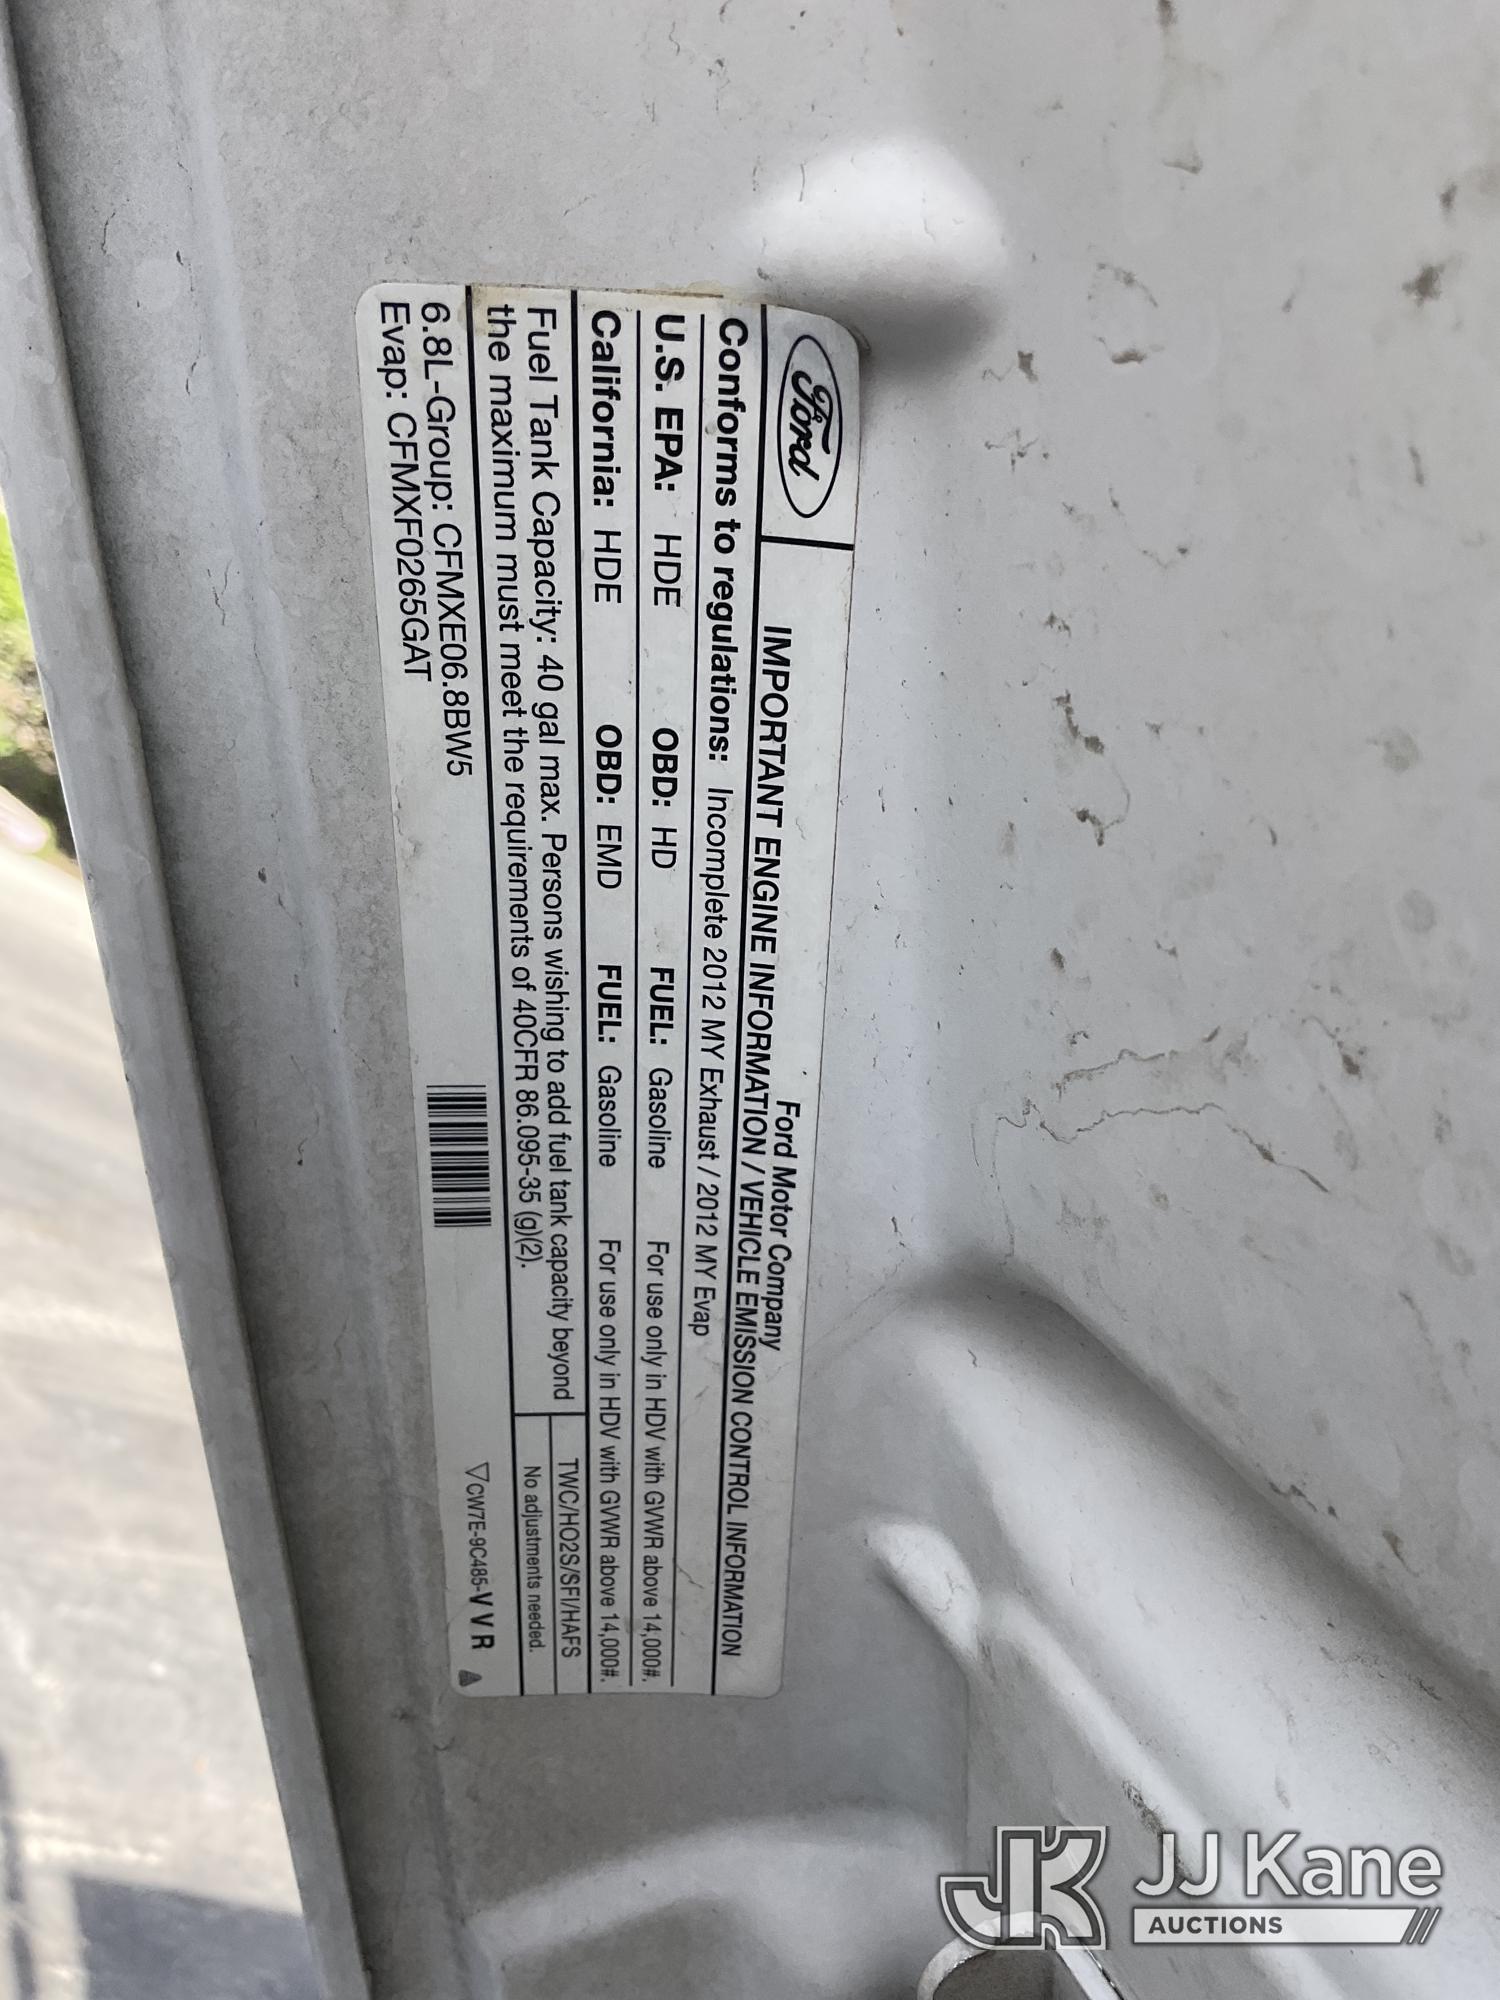 Ford
Ford Motor Company
IMPORTANT ENGINE INFORMATION / VEHICLE EMISSION CONTROL INFORMATION
Conforms to regulations: Incomplete 2012 MY Exhaust / 2012 MY Evap
U.S. EPA: HDE OBD: HD FUEL: Gasoline For use only in HDV with GVWR above 14,000#.
California: HDE OBD: EMD FUEL: Gasoline For use only in HDV with GVWR above 14,000#.
Fuel Tank Capacity: 40 gal max. Persons wishing to add fuel tank capacity beyond
the maximum must meet the requirements of 40CFR 86.095-35 (g)(2).
TWC/HO2S/SFI/HAFS
No adjustments needed.
6.8L-Group: CFMXE06.8BW5
Evap: CFMXF0265GAT
▽CW7E-9C485-VVR
JK JJ Kane
AUCTIONS